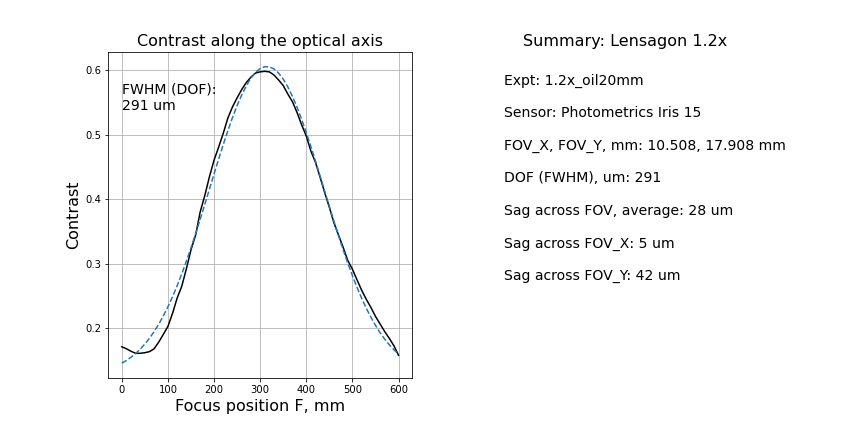 Contrast along the optical axis
0.6
0.5
0.4
0.3
0.2
Contrast
FWHM (DOF):
291 um
0 100 200 300 400 500 600
Focus position F, mm
Summary: Lensagon 1.2x
Expt: 1.2x_oil20mm
Sensor: Photometrics Iris 15
FOV_X, FOV_Y, mm: 10.508, 17.908 mm
DOF (FWHM), um: 291
Sag across FOV, average: 28 um
Sag across FOV_X: 5 um
Sag across FOV_Y: 42 um